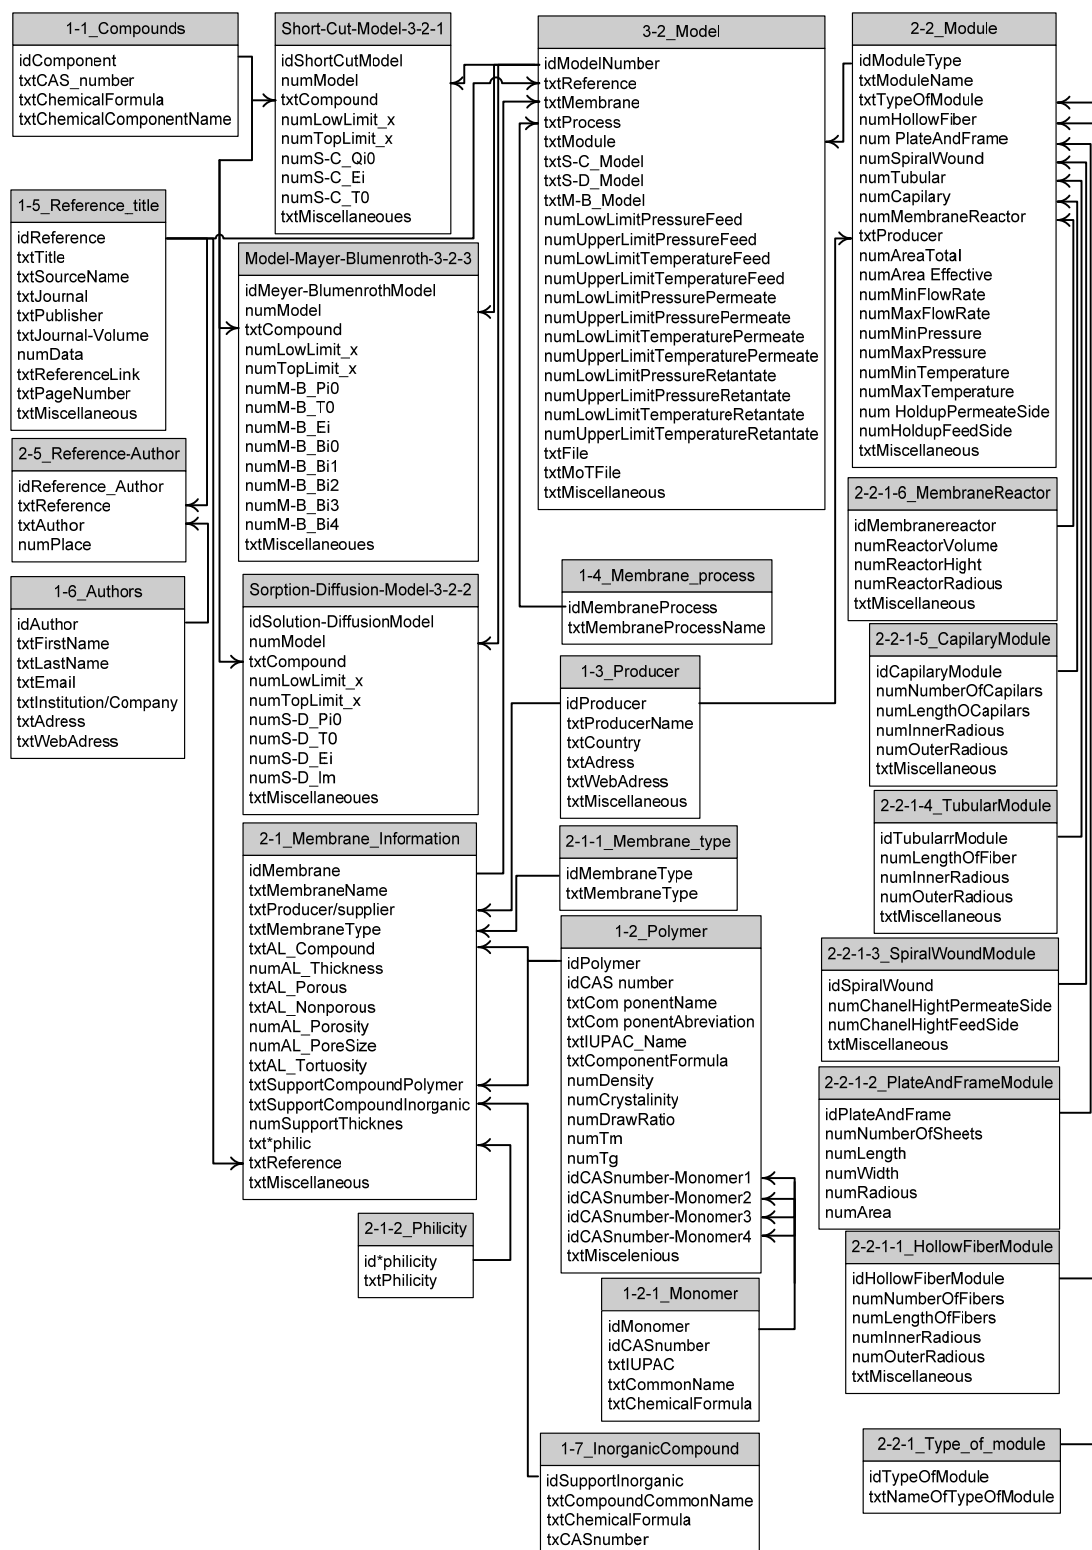 1-1_Compounds
idComponent
txtCAS_number
txtChemicalFormula
txtChemicalComponentName
1-5_Reference_title
idReference
txtTitle
txtSourceName
txtJournal
txtPublisher
txtJournal-Volume
numData
txtReferenceLink
txtPageNumber
txtMiscellaneous
2-5_Reference-Author
idReference_Author
txtReference
txtAuthor
numPlace
1-6_Authors
idAuthor
txtFirstName
txtLastName
txtEmail
txtInstitution/Company
txtAdress
txtWebAdress
Short-Cut-Model-3-2-1
idShortCutModel
numModel
txtCompound
numLowLimit_x
numTopLimit_x
numS-C_Qi0
numS-C_Ei
numS-C_T0
txtMiscellaneoues
Model-Mayer-Blumenroth-3-2-3
idMeyer-BlumenrothModel
numModel
txtCompound
numLowLimit_x
numTopLimit_x
numM-B_Pi0
numM-B_T0
numM-B_Ei
numM-B_Bi0
numM-B_Bi1
numM-B_Bi2
numM-B_Bi3
numM-B_Bi4
txtMiscellaneoues
Sorption-Diffusion-Model-3-2-2
idSolution-DiffusionModel
numModel
txtCompound
numLowLimit_x
numTopLimit_x
numS-D_Pi0
numS-D_T0
numS-D_Ei
numS-D_lm
txtMiscellaneoues
2-1_Membrane_Information
idMembrane
txtMembraneName
txtProducer/supplier
txtMembraneType
txtAL_Compound
numAL_Thickness
txtAL_Porous
txtAL_Nonporous
numAL_Porosity
numAL_PoreSize
txtAL_Tortuosity
txtSupportCompoundPolymer
txtSupportCompoundInorganic
numSupportThicknes
txt*philic
txtReference
txtMiscellaneous
2-1-2_Philicity
id*philicity
txtPhilicity
3-2_Model
idModelNumber
txtReference
txtMembrane
txtProcess
txtModule
txtS-C_Model
txtS-D_Model
txtM-B_Model
numLowLimitPressureFeed
numUpperLimitPressureFeed
numLowLimitTemperatureFeed
numUpperLimitTemperatureFeed
numLowLimitPressurePermeate
numUpperLimitPressurePermeate
numLowLimitTemperaturePermeate
numUpperLimitTemperaturePermeate
numLowLimitPressureRetantate
numUpperLimitPressureRetantate
numLowLimitTemperatureRetantate
numUpperLimitTemperatureRetantate
txtFile
txtMoTFile
txtMiscellaneous
1-4_Membrane_process
idMembraneProcess
txtMembraneProcessName
1-3_Producer
idProducer
txtProducerName
txtCountry
txtAdress
txtWebAdress
txtMiscellaneous
2-1-1_Membrane_type
idMembraneType
txtMembraneType
1-2_Polymer
idPolymer
idCAS number
txtCom ponentName
txtCom ponentAbreviation
txtIUPAC_Name
txtComponentFormula
numDensity
numCrystalinity
numDrawRatio
numTm
numTg
idCASnumber-Monomer1
idCASnumber-Monomer2
idCASnumber-Monomer3
idCASnumber-Monomer4
txtMiscelenious
1-2-1_Monomer
idMonomer
idCASnumber
txtIUPAC
txtCommonName
txtChemicalFormula
1-7_InorganicCompound
idSupportInorganic
txtCompoundCommonName
txtChemicalFormula
txCASnumber
2-2_Module
idModuleType
txtModuleName
txtTypeOfModule
numHollowFiber
num PlateAndFrame
numSpiralWound
numTubular
numCapilary
numMembraneReactor
txtProducer
numAreaTotal
numArea Effective
numMinFlowRate
numMaxFlowRate
numMinPressure
numMaxPressure
numMinTemperature
numMaxTemperature
num HoldupPermeateSide
numHoldupFeedSide
txtMiscellaneous
2-2-1-6_MembraneReactor
idMembranereactor
numReactorVolume
numReactorHight
numReactorRadious
txtMiscellaneous
2-2-1-5_CapilaryModule
idCapilaryModule
numNumberOfCapilars
numLengthOCapilars
numInnerRadious
numOuterRadious
txtMiscellaneous
2-2-1-4_TubularModule
idTubularrModule
numLengthOfFiber
numInnerRadious
numOuterRadious
txtMiscellaneous
2-2-1-3_SpiralWoundModule
idSpiralWound
numChanelHightPermeateSide
numChanelHightFeedSide
txtMiscellaneous
2-2-1-2_PlateAndFrameModule
idPlateAndFrame
numNumberOfSheets
numLength
numWidth
numRadious
numArea
2-2-1-1_HollowFiberModule
idHollowFiberModule
numNumberOfFibers
numLengthOfFibers
numInnerRadious
numOuterRadious
txtMiscellaneous
2-2-1_Type_of_module
idTypeOfModule
txtNameOfTypeOfModule